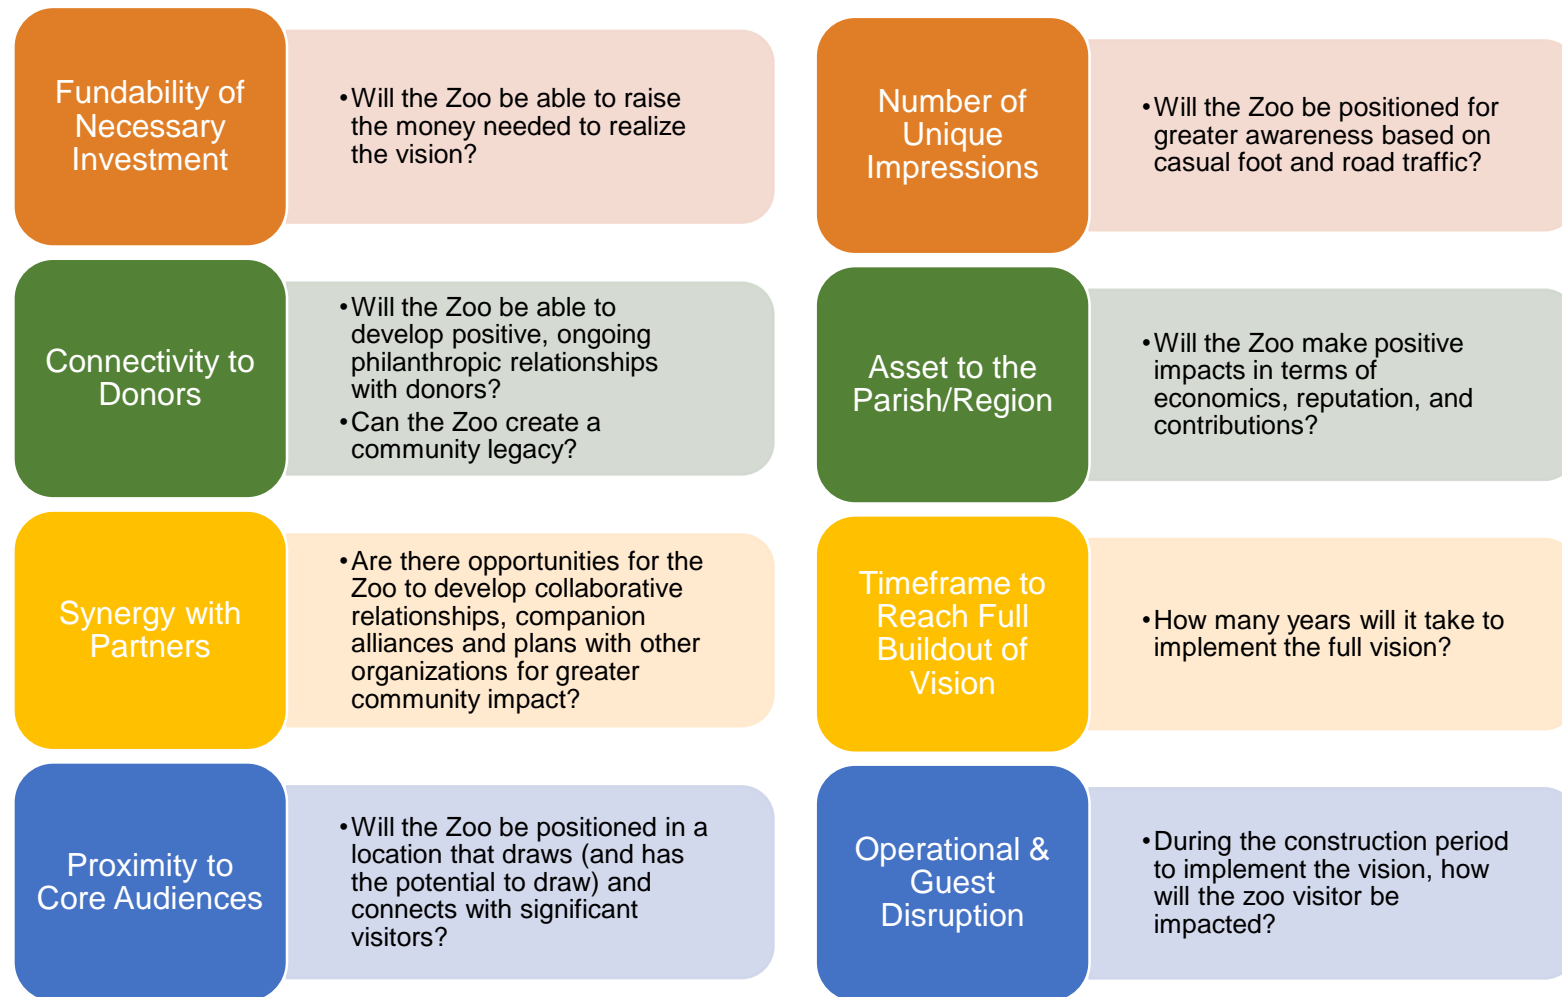 Fundability of
Necessary
Investment
•Will the Zoo be able to raise
the money needed to realize
the vision?
Connectivity to
Donors
•Will the Zoo be able to
develop positive, ongoing
philanthropic relationships
with donors?
•Can the Zoo create a
community legacy?
Synergy with
Partners
•Are there opportunities for the
Zoo to develop collaborative
relationships, companion
alliances and plans with other
organizations for greater
community impact?
Proximity to
Core Audiences
•Will the Zoo be positioned in a
location that draws (and has
the potential to draw) and
connects with significant
visitors?
Number of
Unique
Impressions
•Will the Zoo be positioned for
greater awareness based on
casual foot and road traffic?
Asset to the
Parish/Region
•Will the Zoo make positive
impacts in terms of
economics, reputation, and
contributions?
Timeframe to
Reach Full
Buildout of
Vision
•How many years will it take to
implement the full vision?
Operational &
Guest
Disruption
•During the construction period
to implement the vision, how
will the zoo visitor be
impacted?